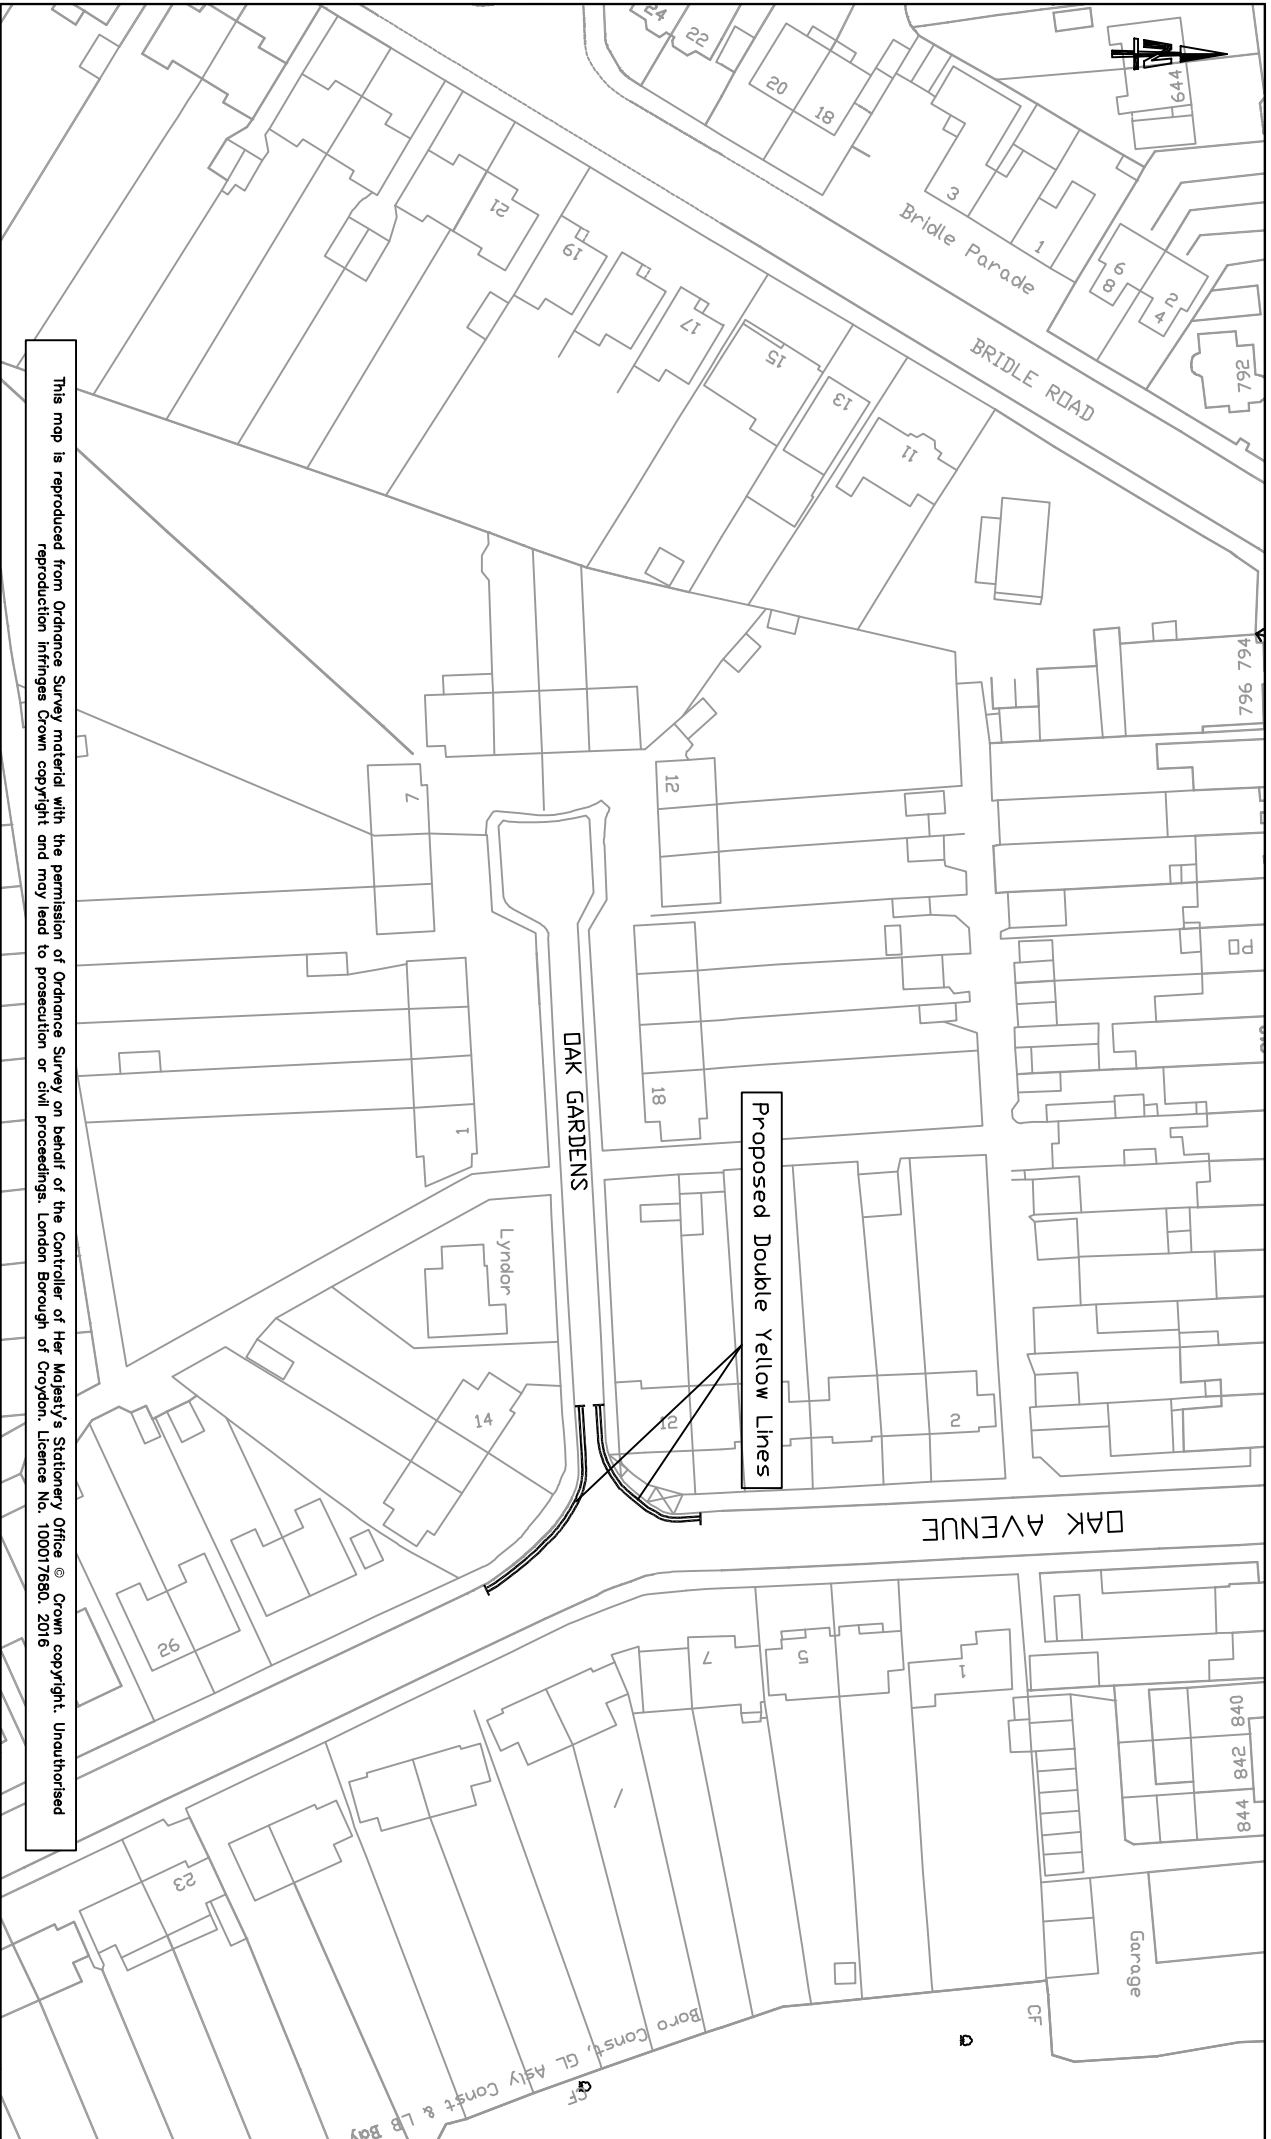 N
644
24
22
20
18
3
1
Bridle Parade
6
8
2
4
792
BRIDLE ROAD
21
19
17
15
13
11
794
796
PO
12
7
OAK GARDENS
18
1
Lyndor
Proposed Double Yellow Lines
12
2
14
OAK AVENUE
26
7
5
1
840
842
844
23
Garage
CF
CF
Boro Const, GL Asly Const & LB Bdy
This map is reproduced from Ordnance Survey material with the permission of Ordnance Survey on behalf of the Controller of Her Majesty's Stationery Office © Crown copyright. Unauthorised
reproduction infringes Crown copyright and may lead to prosecution or civil proceedings. London Borough of Croydon. Licence No. 100017680. 2016